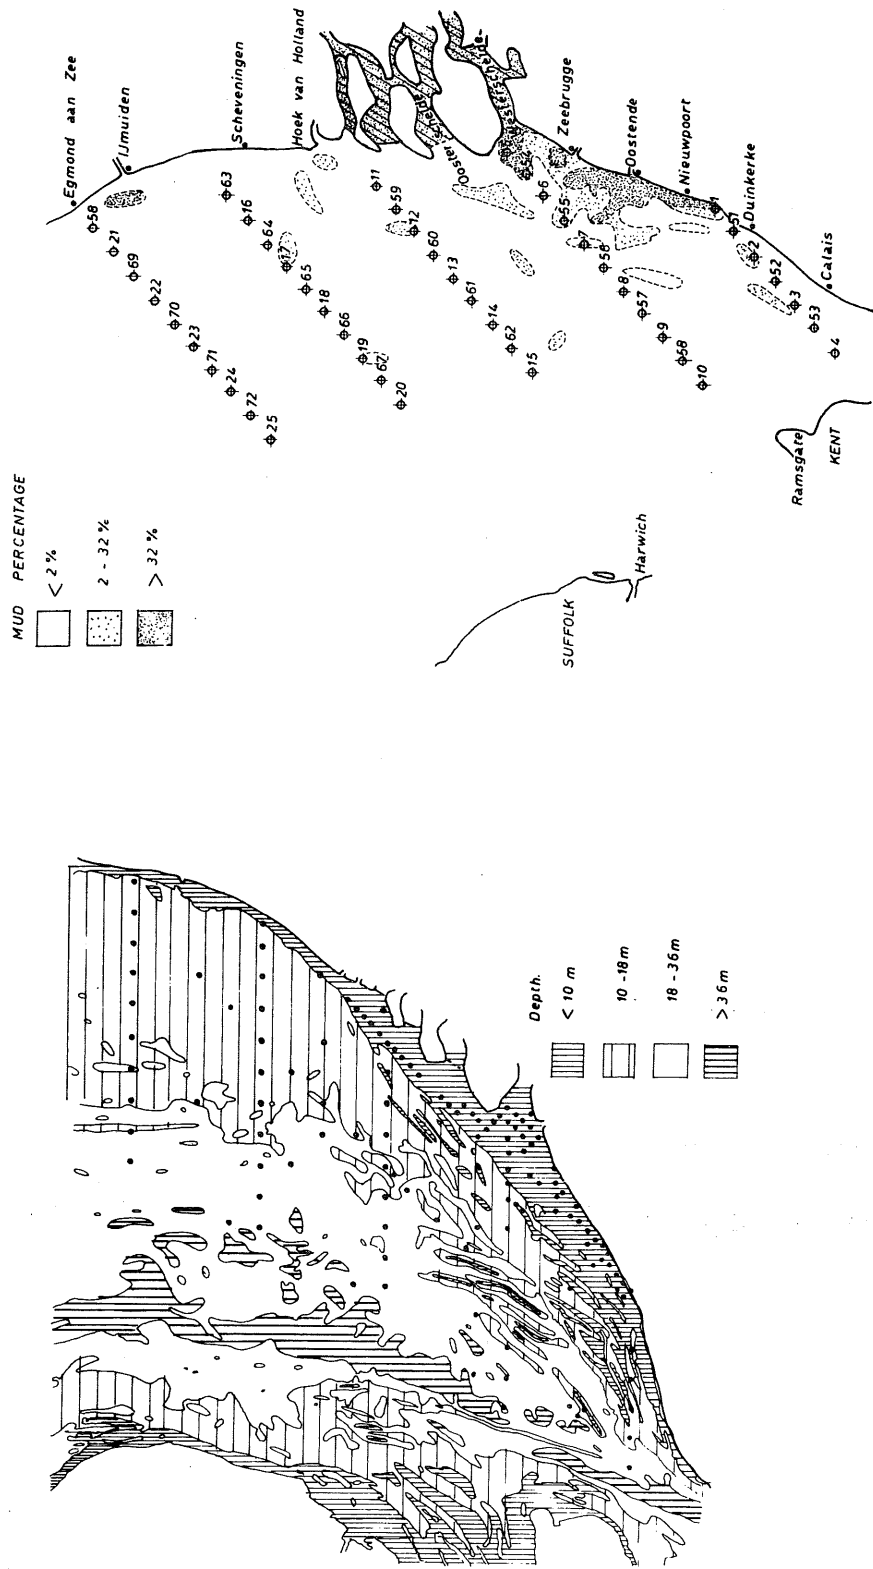 MUD PERCENTAGE
< 2 %
2 - 32 %
> 32 %
Egmond aan Zee
IJmuiden
Scheveningen
Hoek van Holland
Oosterschelde
Westerschelde
Zeebrugge
Oostende
Nieuwpoort
Duinkerke
Calais
Ramsgate
KENT
SUFFOLK
Harwich
58
21
69
22
70
23
71
24
72
25
63
16
64
17
65
18
66
19
67
20
11
59
12
60
13
61
14
62
15
54
6
55
7
56
8
57
9
58
10
1
51
2
52
3
53
4
Depth.
< 10 m
10 - 18 m
18 - 36 m
> 36 m